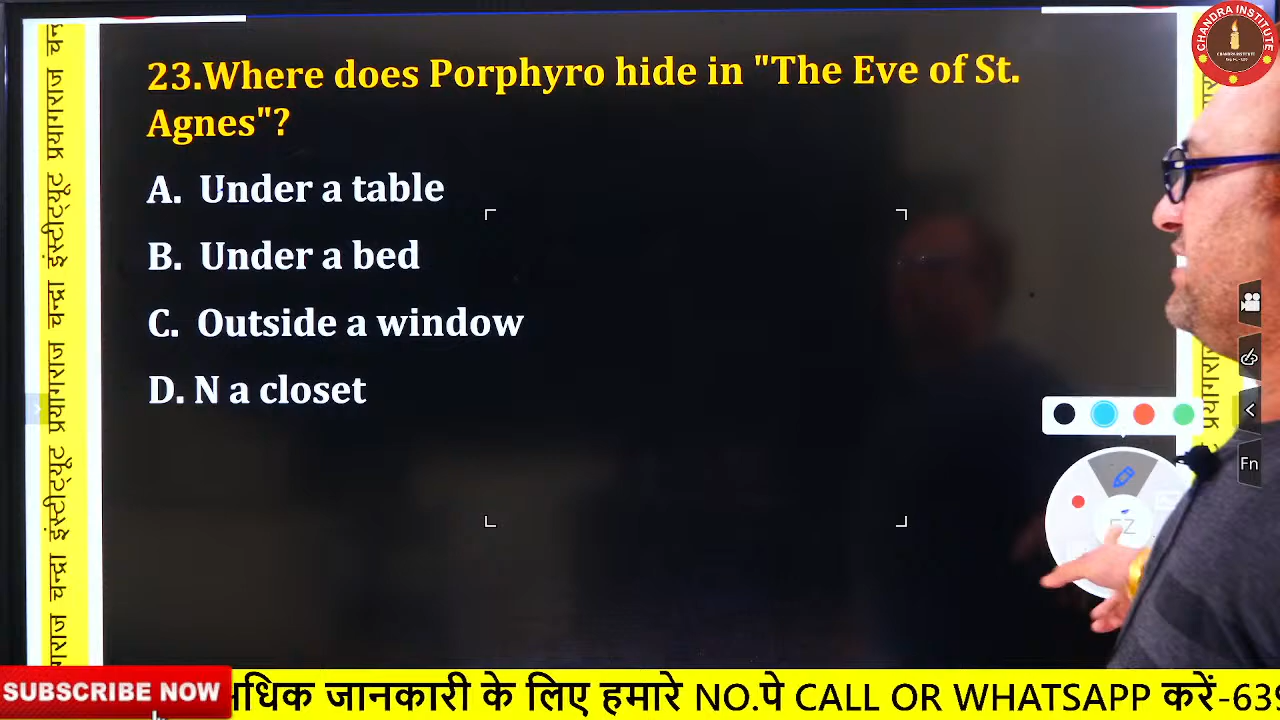 23.Where does Porphyro hide in "The Eve of St.
Agnes"?
A. Under a table
B. Under a bed
C. Outside a window
D. N a closet
CHANDRA INSTITUTE
चन्द्रा इंस्टीट्यूट प्रयागराज
चन्द्रा इंस्टीट्यूट प्रयागराज
Fn
SUBSCRIBE NOW
अधिक जानकारी के लिए हमारे NO.पे CALL OR WHATSAPP करें-639